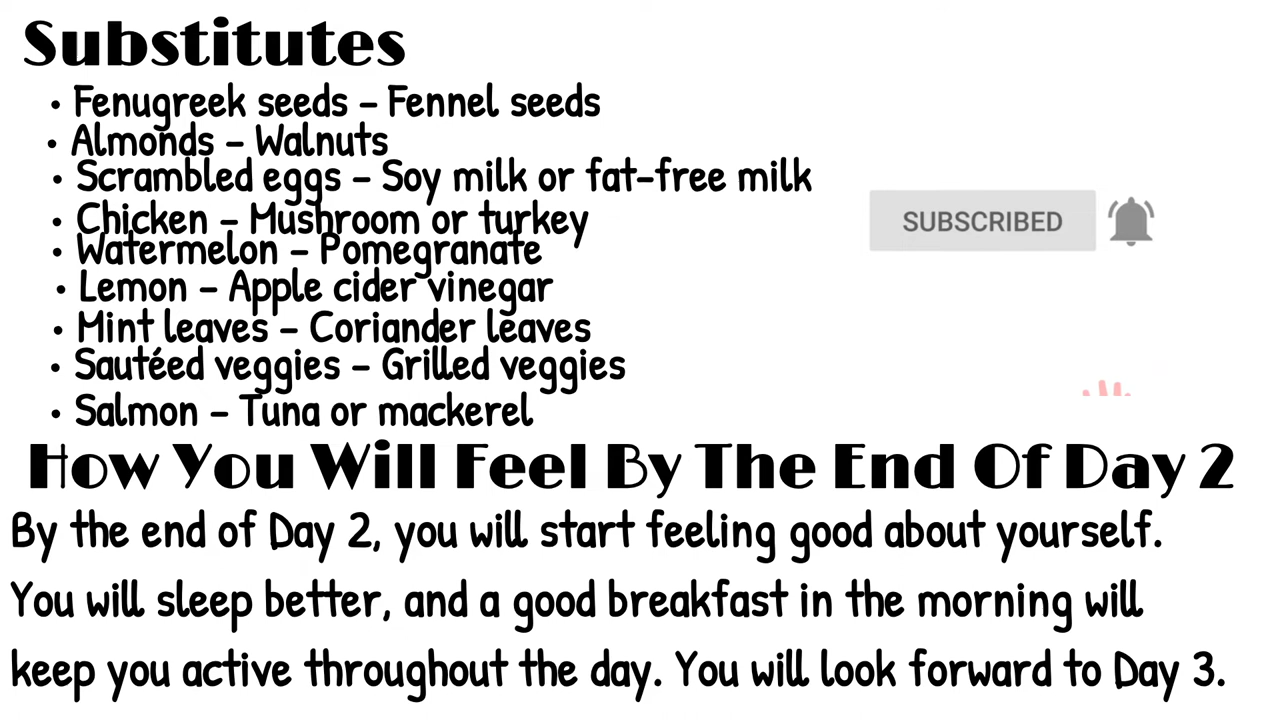 Substitutes
• Fenugreek seeds – Fennel seeds
• Almonds – Walnuts
• Scrambled eggs – Soy milk or fat-free milk
• Chicken – Mushroom or turkey
• Watermelon – Pomegranate
• Lemon – Apple cider vinegar
• Mint leaves – Coriander leaves
• Sautéed veggies – Grilled veggies
• Salmon – Tuna or mackerel
SUBSCRIBED
How You Will Feel By The End Of Day 2
By the end of Day 2, you will start feeling good about yourself.
You will sleep better, and a good breakfast in the morning will
keep you active throughout the day. You will look forward to Day 3.